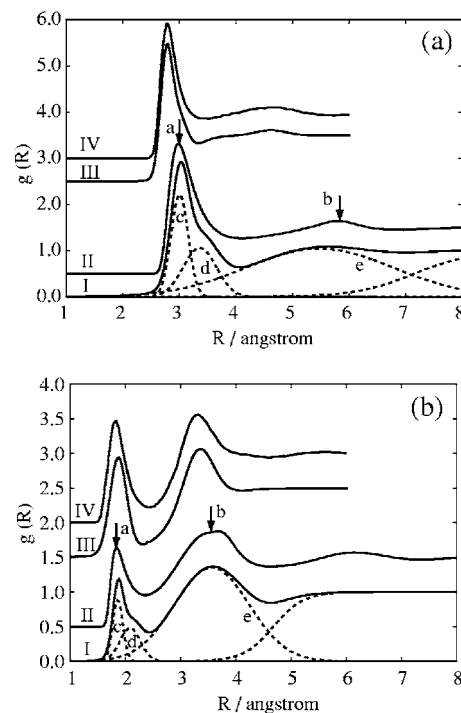 (a)
6.0
5.0
4.0
3.0
2.0
1.0
0.0
g (R)
IV
III
II
I
a
b
c
d
e
1 2 3 4 5 6 7 8
R / angstrom
(b)
4.0
3.5
3.0
2.5
2.0
1.5
1.0
0.5
0.0
g (R)
IV
III
II
I
a
b
c
d
e
1 2 3 4 5 6 7 8
R / angstrom